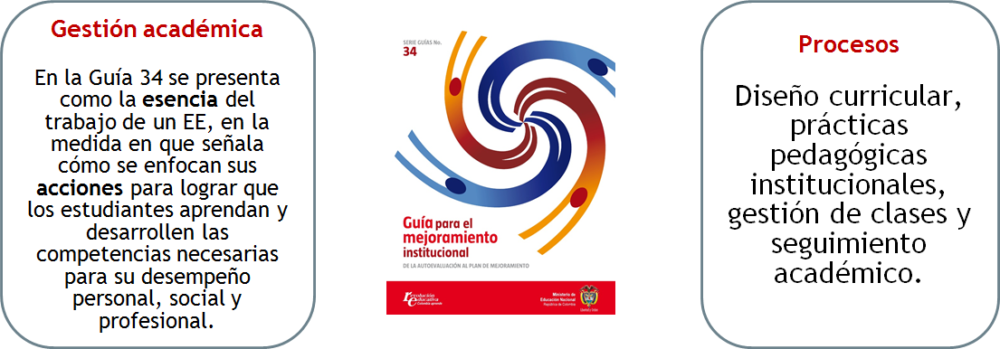 Gestión académica
En la Guía 34 se presenta
como la esencia del
trabajo de un EE, en la
medida en que señala
cómo se enfocan sus
acciones para lograr que
los estudiantes aprendan y
desarrollen las
competencias necesarias
para su desempeño
personal, social y
profesional.
SERIE GUÍAS No.
34
Guía para el
mejoramiento
institucional
DE LA AUTOEVALUACIÓN AL PLAN DE MEJORAMIENTO
revolución
educativa
Colombia aprende
Ministerio de
Educación Nacional
República de Colombia
Libertad y Orden
Procesos
Diseño curricular,
prácticas
pedagógicas
institucionales,
gestión de clases y
seguimiento
académico.